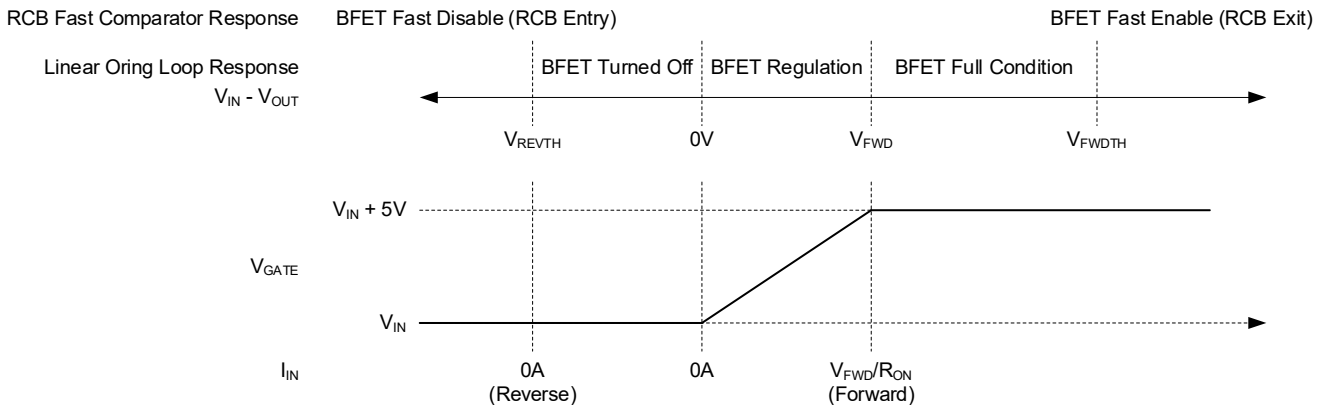 RCB Fast Comparator Response BFET Fast Disable (RCB Entry) BFET Fast Enable (RCB Exit)
Linear Oring Loop Response BFET Turned Off BFET Regulation BFET Full Condition
VIN - VOUT
VREVTH 0V VFWD VFWDTH
VIN + 5V
VGATE
VIN
IIN 0A 0A VFWD/RON
(Reverse) (Forward)